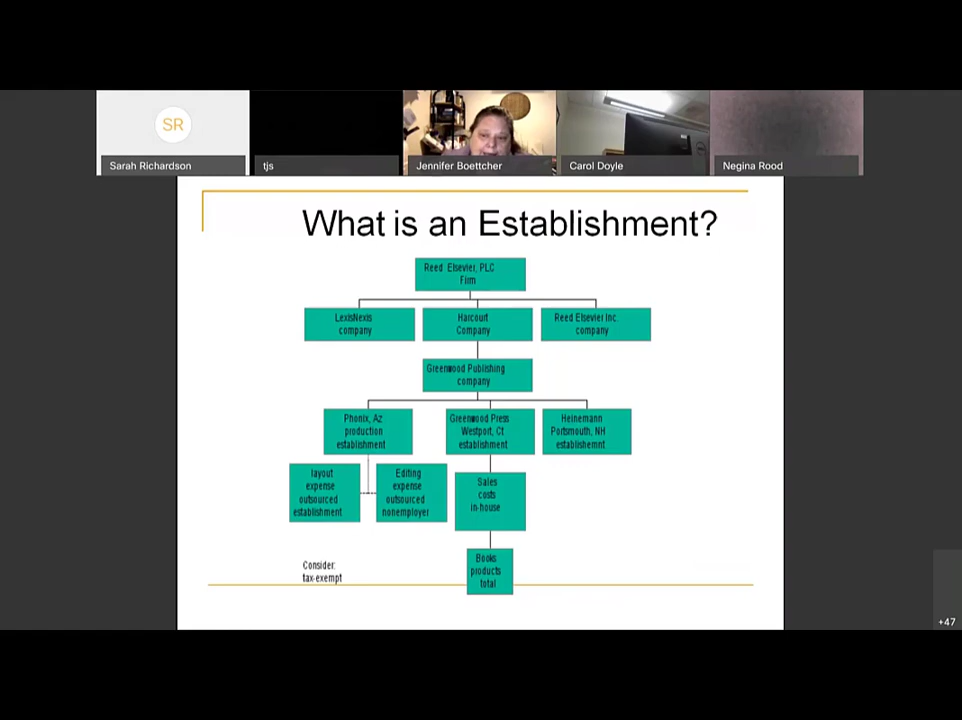 SR
Sarah Richardson
tjs
Jennifer Boettcher
Carol Doyle
Negina Rood
What is an Establishment?
Reed Elsevier, PLC
Firm
LexisNexis
company
Harcourt
Company
Reed Elsevier Inc.
company
Greenwood Publishing
company
Phonix, Az
production
establishment
Greenwood Press
Westport, Ct
establishment
Heinemann
Portsmouth, NH
establishemnt
layout
expense
outsourced
establishment
Editing
expense
outsourced
nonemployer
Sales
costs
in-house
Books
products
total
Consider:
tax-exempt
+47